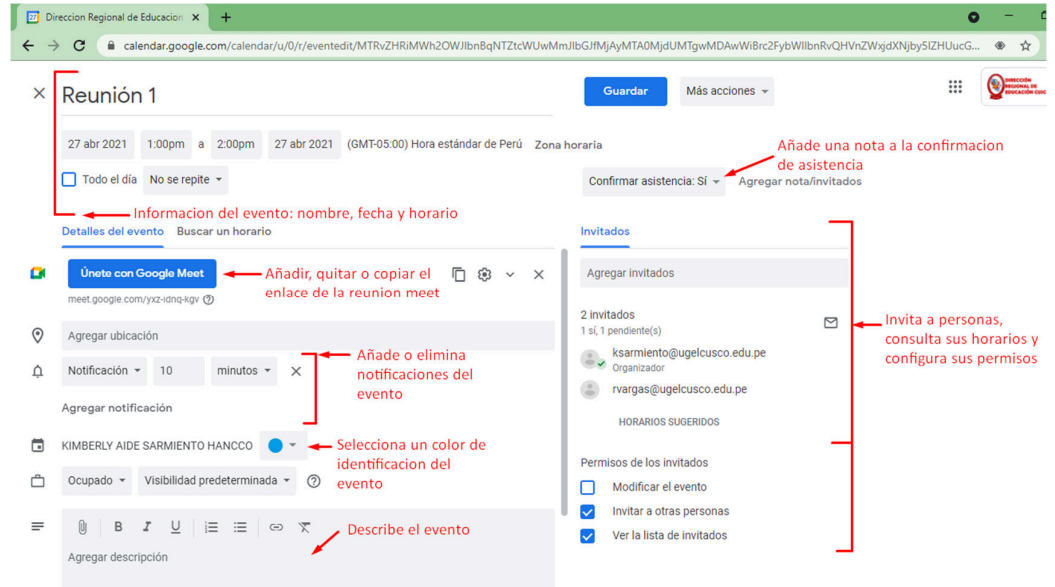 Direccion Regional de Educacion
calendar.google.com/calendar/u/0/r/eventedit/MTRvZHRiMWh2OWJlbnBqNTZtcWUwMmJlbGJfMjAyMTA0MjdUMTgwMDAwWiBrc2FybWllbnRvQHVnZWxjdXNjby5lZHUucG...
Reunión 1
Guardar
Más acciones
DIRECCIÓN
REGIONAL DE
27 abr 2021 1:00pm a 2:00pm 27 abr 2021 (GMT-05:00) Hora estándar de Perú Zona horaria
Añade una nota a la confirmacion
de asistencia
Todo el día No se repite
Confirmar asistencia: Sí Agregar nota/invitados
Informacion del evento: nombre, fecha y horario
Detalles del evento Buscar un horario
Invitados
Únete con Google Meet
meet.google.com/yxz-idnq-kgv
Añadir, quitar o copiar el
enlace de la reunion meet
Agregar invitados
2 invitados
1 sí, 1 pendiente(s)
Invita a personas,
consulta sus horarios y
configura sus permisos
Agregar ubicación
ksarmiento@ugelcusco.edu.pe
Organizador
Notificación 10 minutos
Añade o elimina
notificaciones del
evento
rvargas@ugelcusco.edu.pe
Agregar notificación
HORARIOS SUGERIDOS
KIMBERLY AIDE SARMIENTO HANCCO
Selecciona un color de
identificacion del
evento
Permisos de los invitados
Ocupado Visibilidad predeterminada
Modificar el evento
Invitar a otras personas
B I U
Describe el evento
Ver la lista de invitados
Agregar descripción